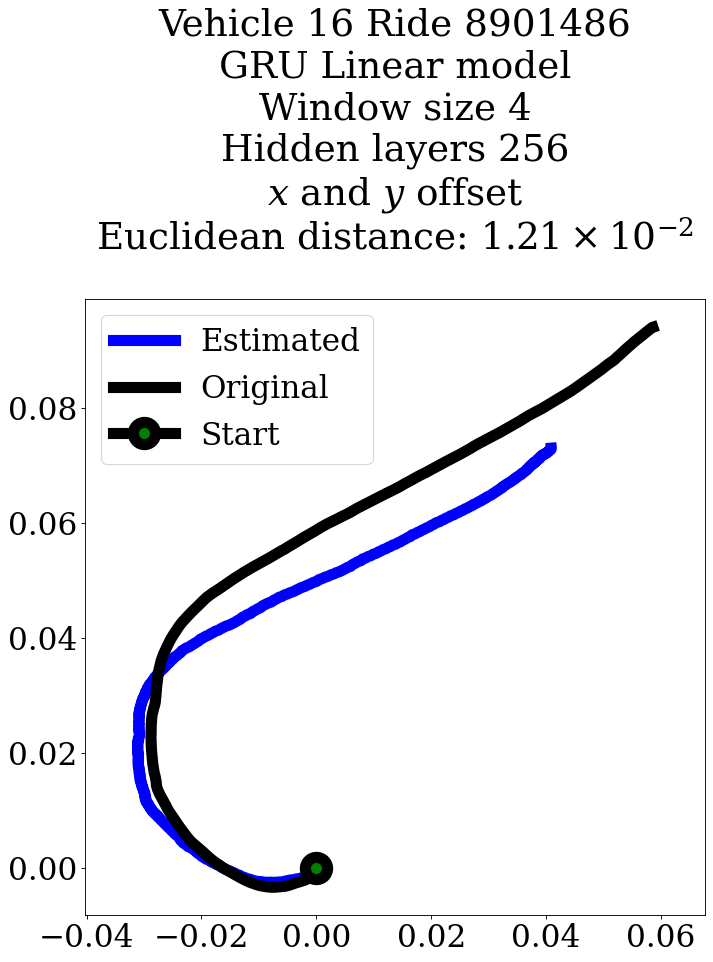 Vehicle 16 Ride 8901486
GRU Linear model
Window size 4
Hidden layers 256
x and y offset
Euclidean distance: 1.21 × 10⁻²
Estimated
Original
Start
0.08
0.06
0.04
0.02
0.00
−0.04 −0.02 0.00 0.02 0.04 0.06